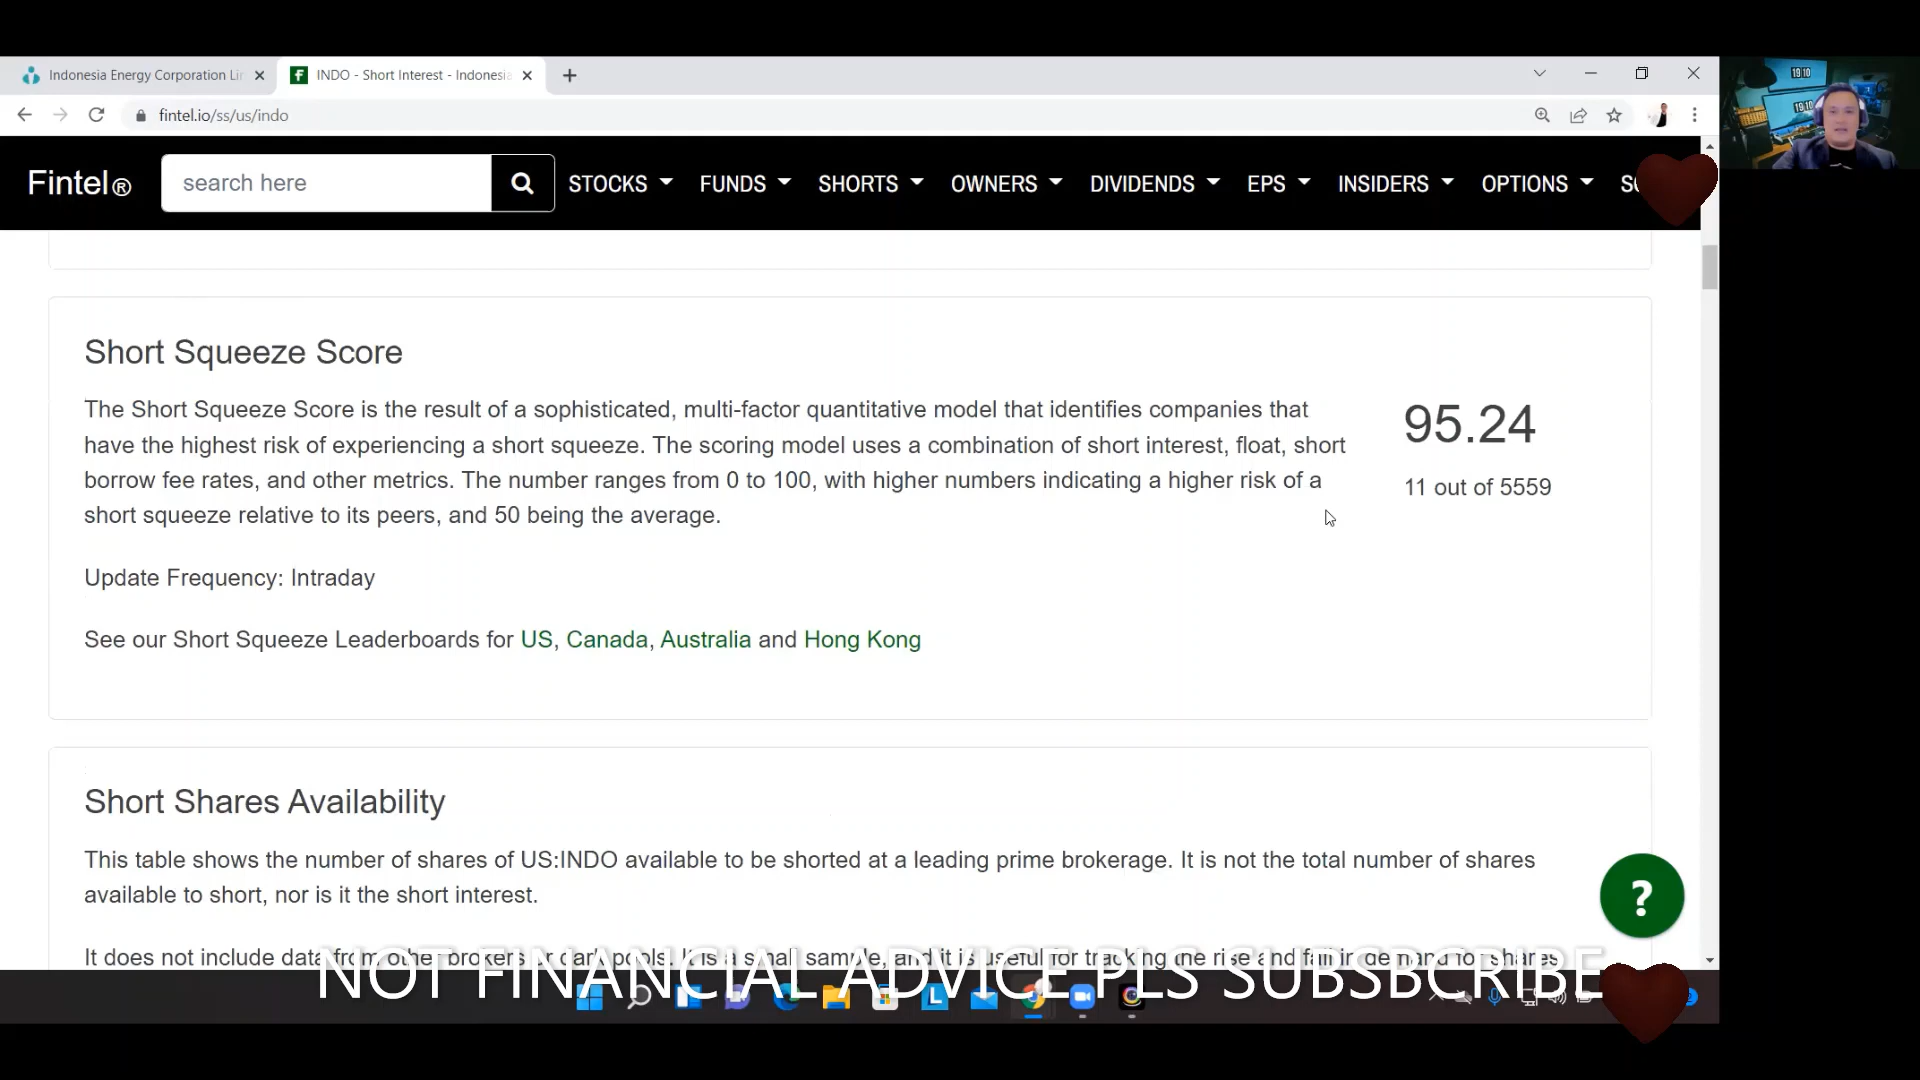 Indonesia Energy Corporation Li
INDO - Short Interest - Indonesia
fintel.io/ss/us/indo
Fintel®
search here
STOCKS
FUNDS
SHORTS
OWNERS
DIVIDENDS
EPS
INSIDERS
OPTIONS
19:10
19:10
Short Squeeze Score
The Short Squeeze Score is the result of a sophisticated, multi-factor quantitative model that identifies companies that
have the highest risk of experiencing a short squeeze. The scoring model uses a combination of short interest, float, short
borrow fee rates, and other metrics. The number ranges from 0 to 100, with higher numbers indicating a higher risk of a
short squeeze relative to its peers, and 50 being the average.
95.24
11 out of 5559
Update Frequency: Intraday
See our Short Squeeze Leaderboards for US, Canada, Australia and Hong Kong
Short Shares Availability
This table shows the number of shares of US:INDO available to be shorted at a leading prime brokerage. It is not the total number of shares
available to short, nor is it the short interest.
?
It does not include data from other brokers or dark pools. It is a small sample, and it is useful for tracking the rise and fall in demand for shares
NOT FINANCIAL ADVICE PLS SUBSBCRIBE